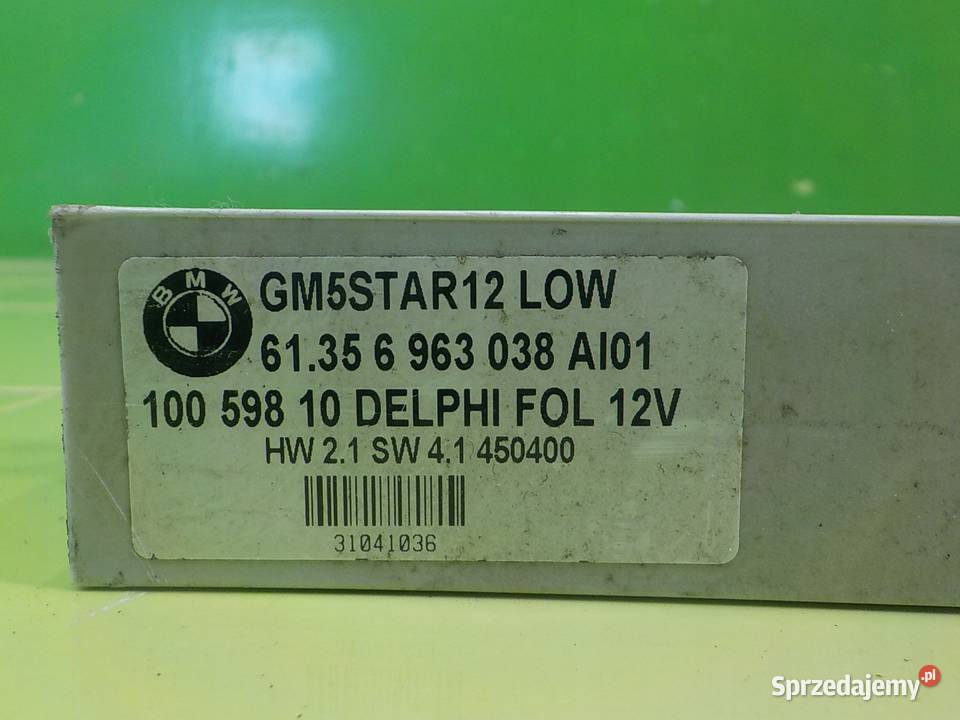 BMW
GM5STAR12 LOW
61.35 6 963 038 AI01
100 598 10 DELPHI FOL 12V
HW 2.1 SW 4.1 450400
31041036
Sprzedajemy.pl